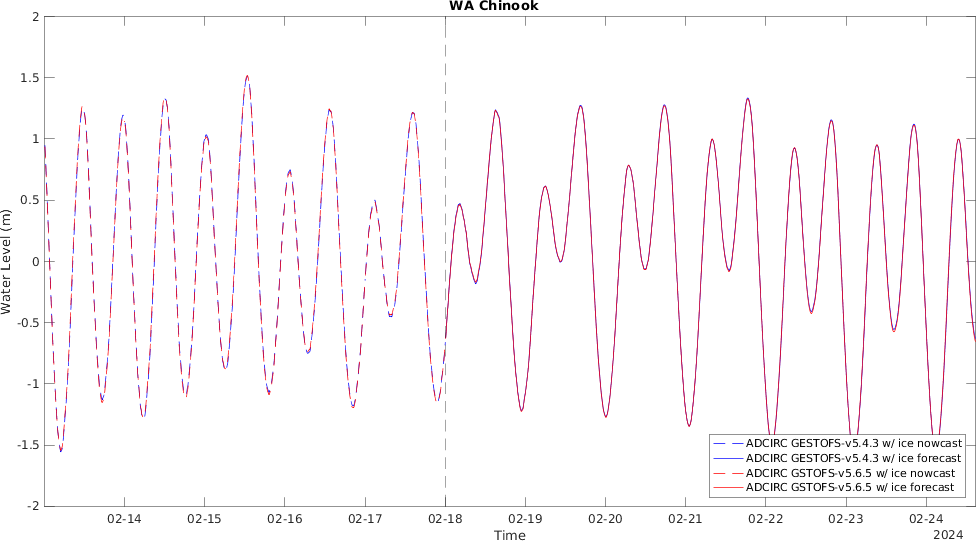 WA Chinook
2
1.5
1
0.5
0
-0.5
-1
-1.5
-2
Water Level (m)
02-14 02-15 02-16 02-17 02-18 02-19 02-20 02-21 02-22 02-23 02-24
Time
2024
ADCIRC GESTOFS-v5.4.3 w/ ice nowcast
ADCIRC GESTOFS-v5.4.3 w/ ice forecast
ADCIRC GSTOFS-v5.6.5 w/ ice nowcast
ADCIRC GSTOFS-v5.6.5 w/ ice forecast